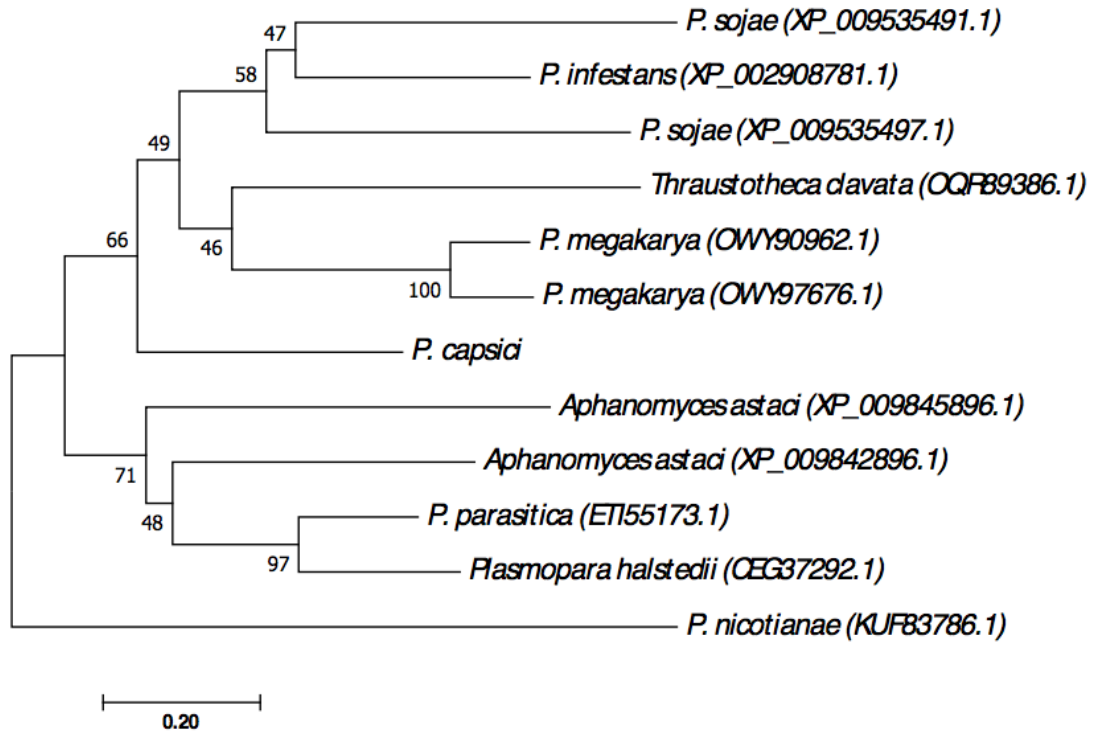 47
P. sojae (XP_009535491.1)
58
P. infestans (XP_002908781.1)
P. sojae (XP_009535497.1)
49
Thraustotheca clavata (OQR89386.1)
66
46
P. megakarya (OWY90962.1)
100
P. megakarya (OWY97676.1)
P. capsici
Aphanomyces astaci (XP_009845896.1)
71
Aphanomyces astaci (XP_009842896.1)
48
P. parasitica (ETI55173.1)
97
Plasmopara halstedii (CEG37292.1)
P. nicotianae (KUF83786.1)
0.20